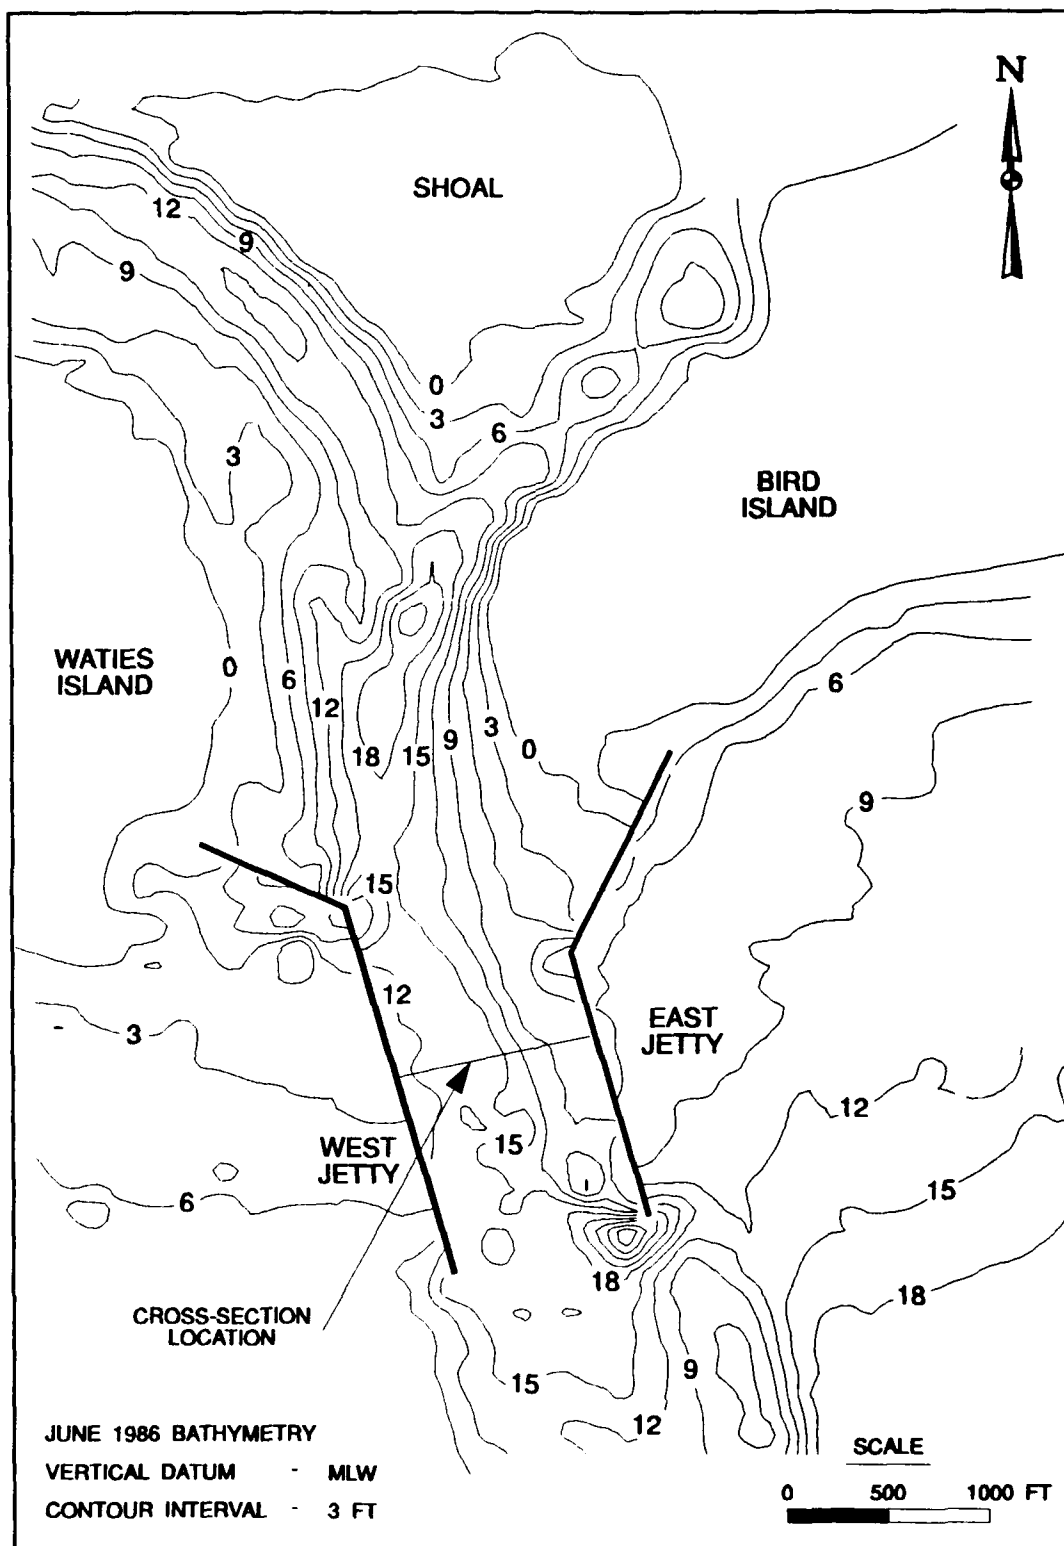 N
SHOAL
12
9
9
0
3
6
3
BIRD
ISLAND
WATIES
ISLAND
0
6
12
18
15
9
3
0
6
9
15
12
EAST
JETTY
3
12
WEST
JETTY
15
6
15
18
18
CROSS-SECTION
LOCATION
9
15
12
JUNE 1986 BATHYMETRY
VERTICAL DATUM - MLW
CONTOUR INTERVAL - 3 FT
SCALE
0 500 1000 FT